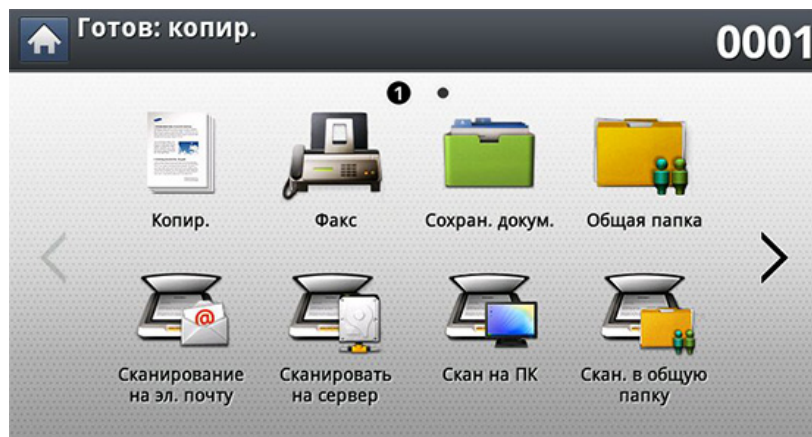 Готов: копир.
0001
1
Копир.
Факс
Сохран. докум.
Общая папка
Сканирование
на эл. почту
Сканировать
на сервер
Скан на ПК
Скан. в общую
папку
@